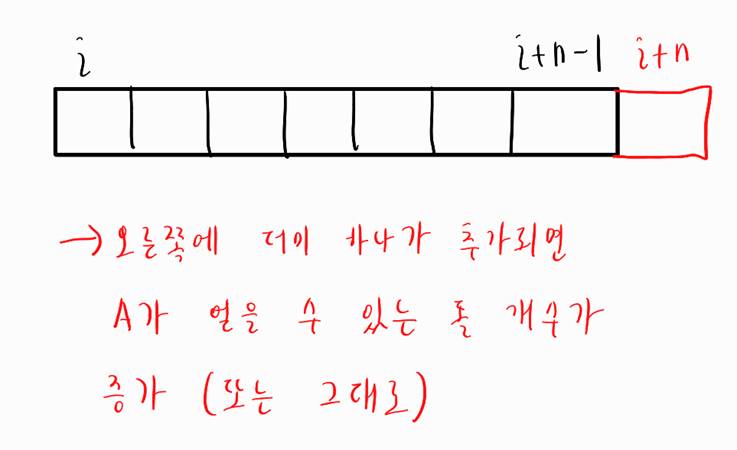 i i+n-1 i+n
→ 오른쪽에 더미 하나가 추가되면
A가 얻을 수 있는 돌 개수가
증가 (또는 그대로)